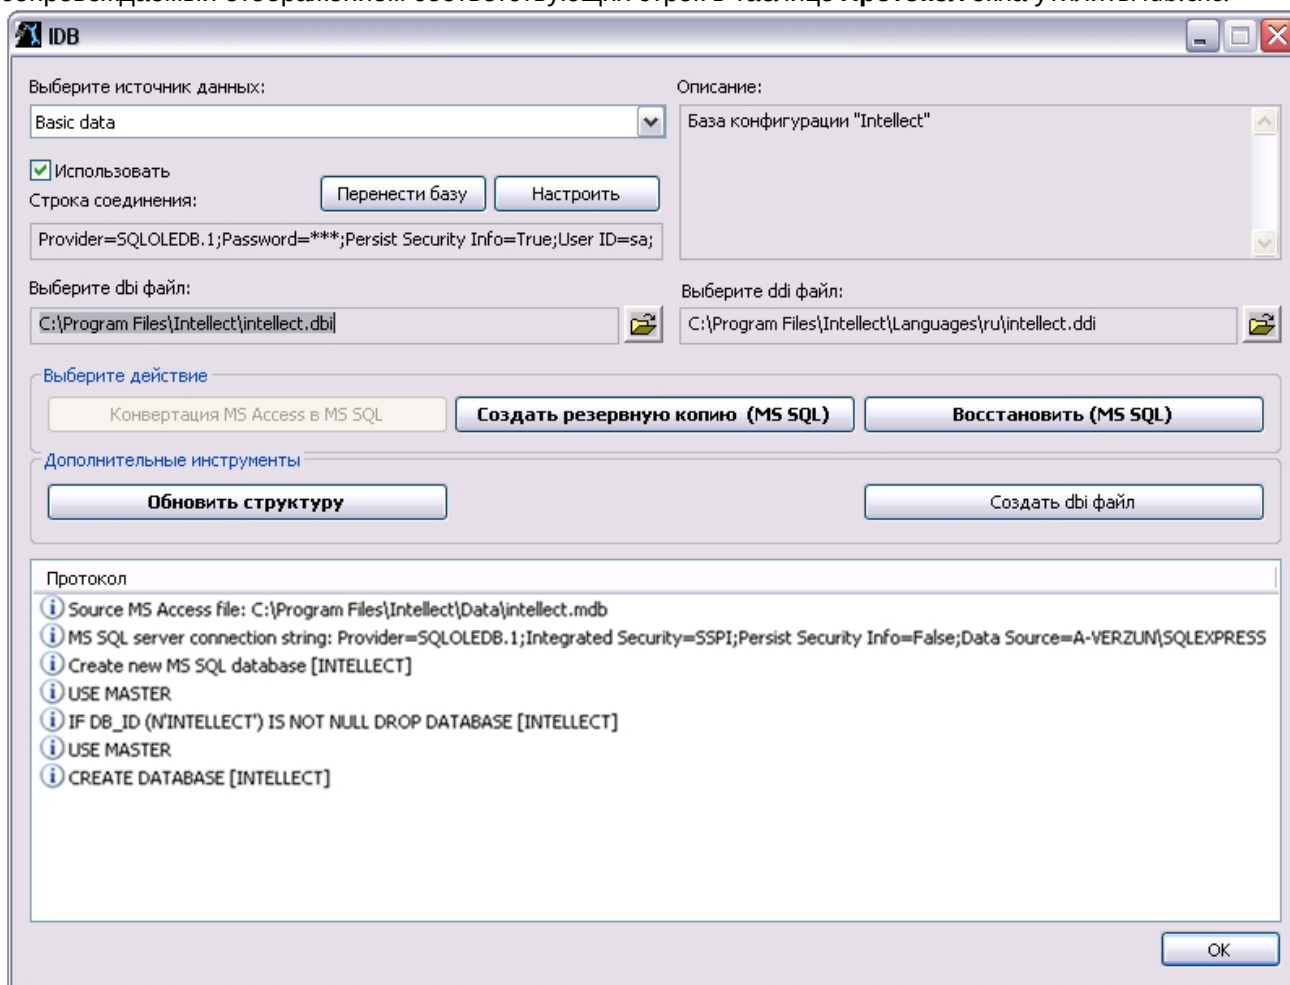 IDB
Выберите источник данных:
Описание:
Basic data
База конфигурации "Intellect"
Использовать
Строка соединения:
Перенести базу
Настроить
Provider=SQLOLEDB.1;Password=***;Persist Security Info=True;User ID=sa;
Выберите dbi файл:
Выберите ddi файл:
C:\Program Files\Intellect\intellect.dbi
C:\Program Files\Intellect\Languages\ru\intellect.ddi
Выберите действие
Конвертация MS Access в MS SQL
Создать резервную копию (MS SQL)
Восстановить (MS SQL)
Дополнительные инструменты
Обновить структуру
Создать dbi файл
Протокол
Source MS Access file: C:\Program Files\Intellect\Data\intellect.mdb
MS SQL server connection string: Provider=SQLOLEDB.1;Integrated Security=SSPI;Persist Security Info=False;Data Source=A-VERZUN\SQLEXPRESS
Create new MS SQL database [INTELLECT]
USE MASTER
IF DB_ID (N'INTELLECT') IS NOT NULL DROP DATABASE [INTELLECT]
USE MASTER
CREATE DATABASE [INTELLECT]
OK